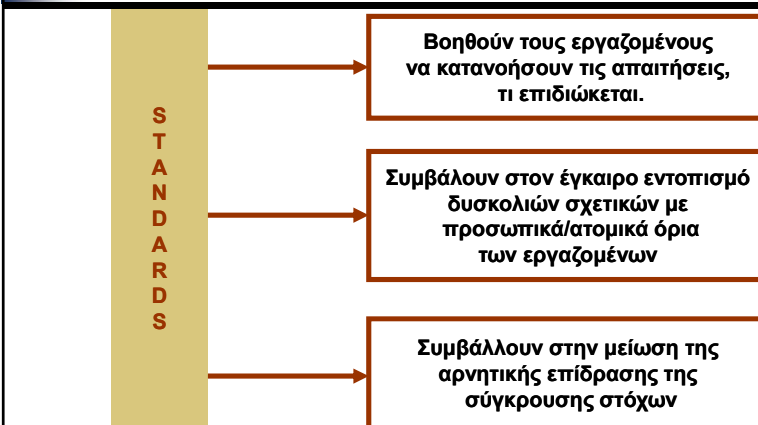 STANDARDS
Βοηθούν τους εργαζομένους
να κατανοήσουν τις απαιτήσεις,
τι επιδιώκεται.
Συμβάλουν στον έγκαιρο εντοπισμό
δυσκολιών σχετικών με
προσωπικά/ατομικά όρια
των εργαζομένων
Συμβάλλουν στην μείωση της
αρνητικής επίδρασης της
σύγκρουσης στόχων